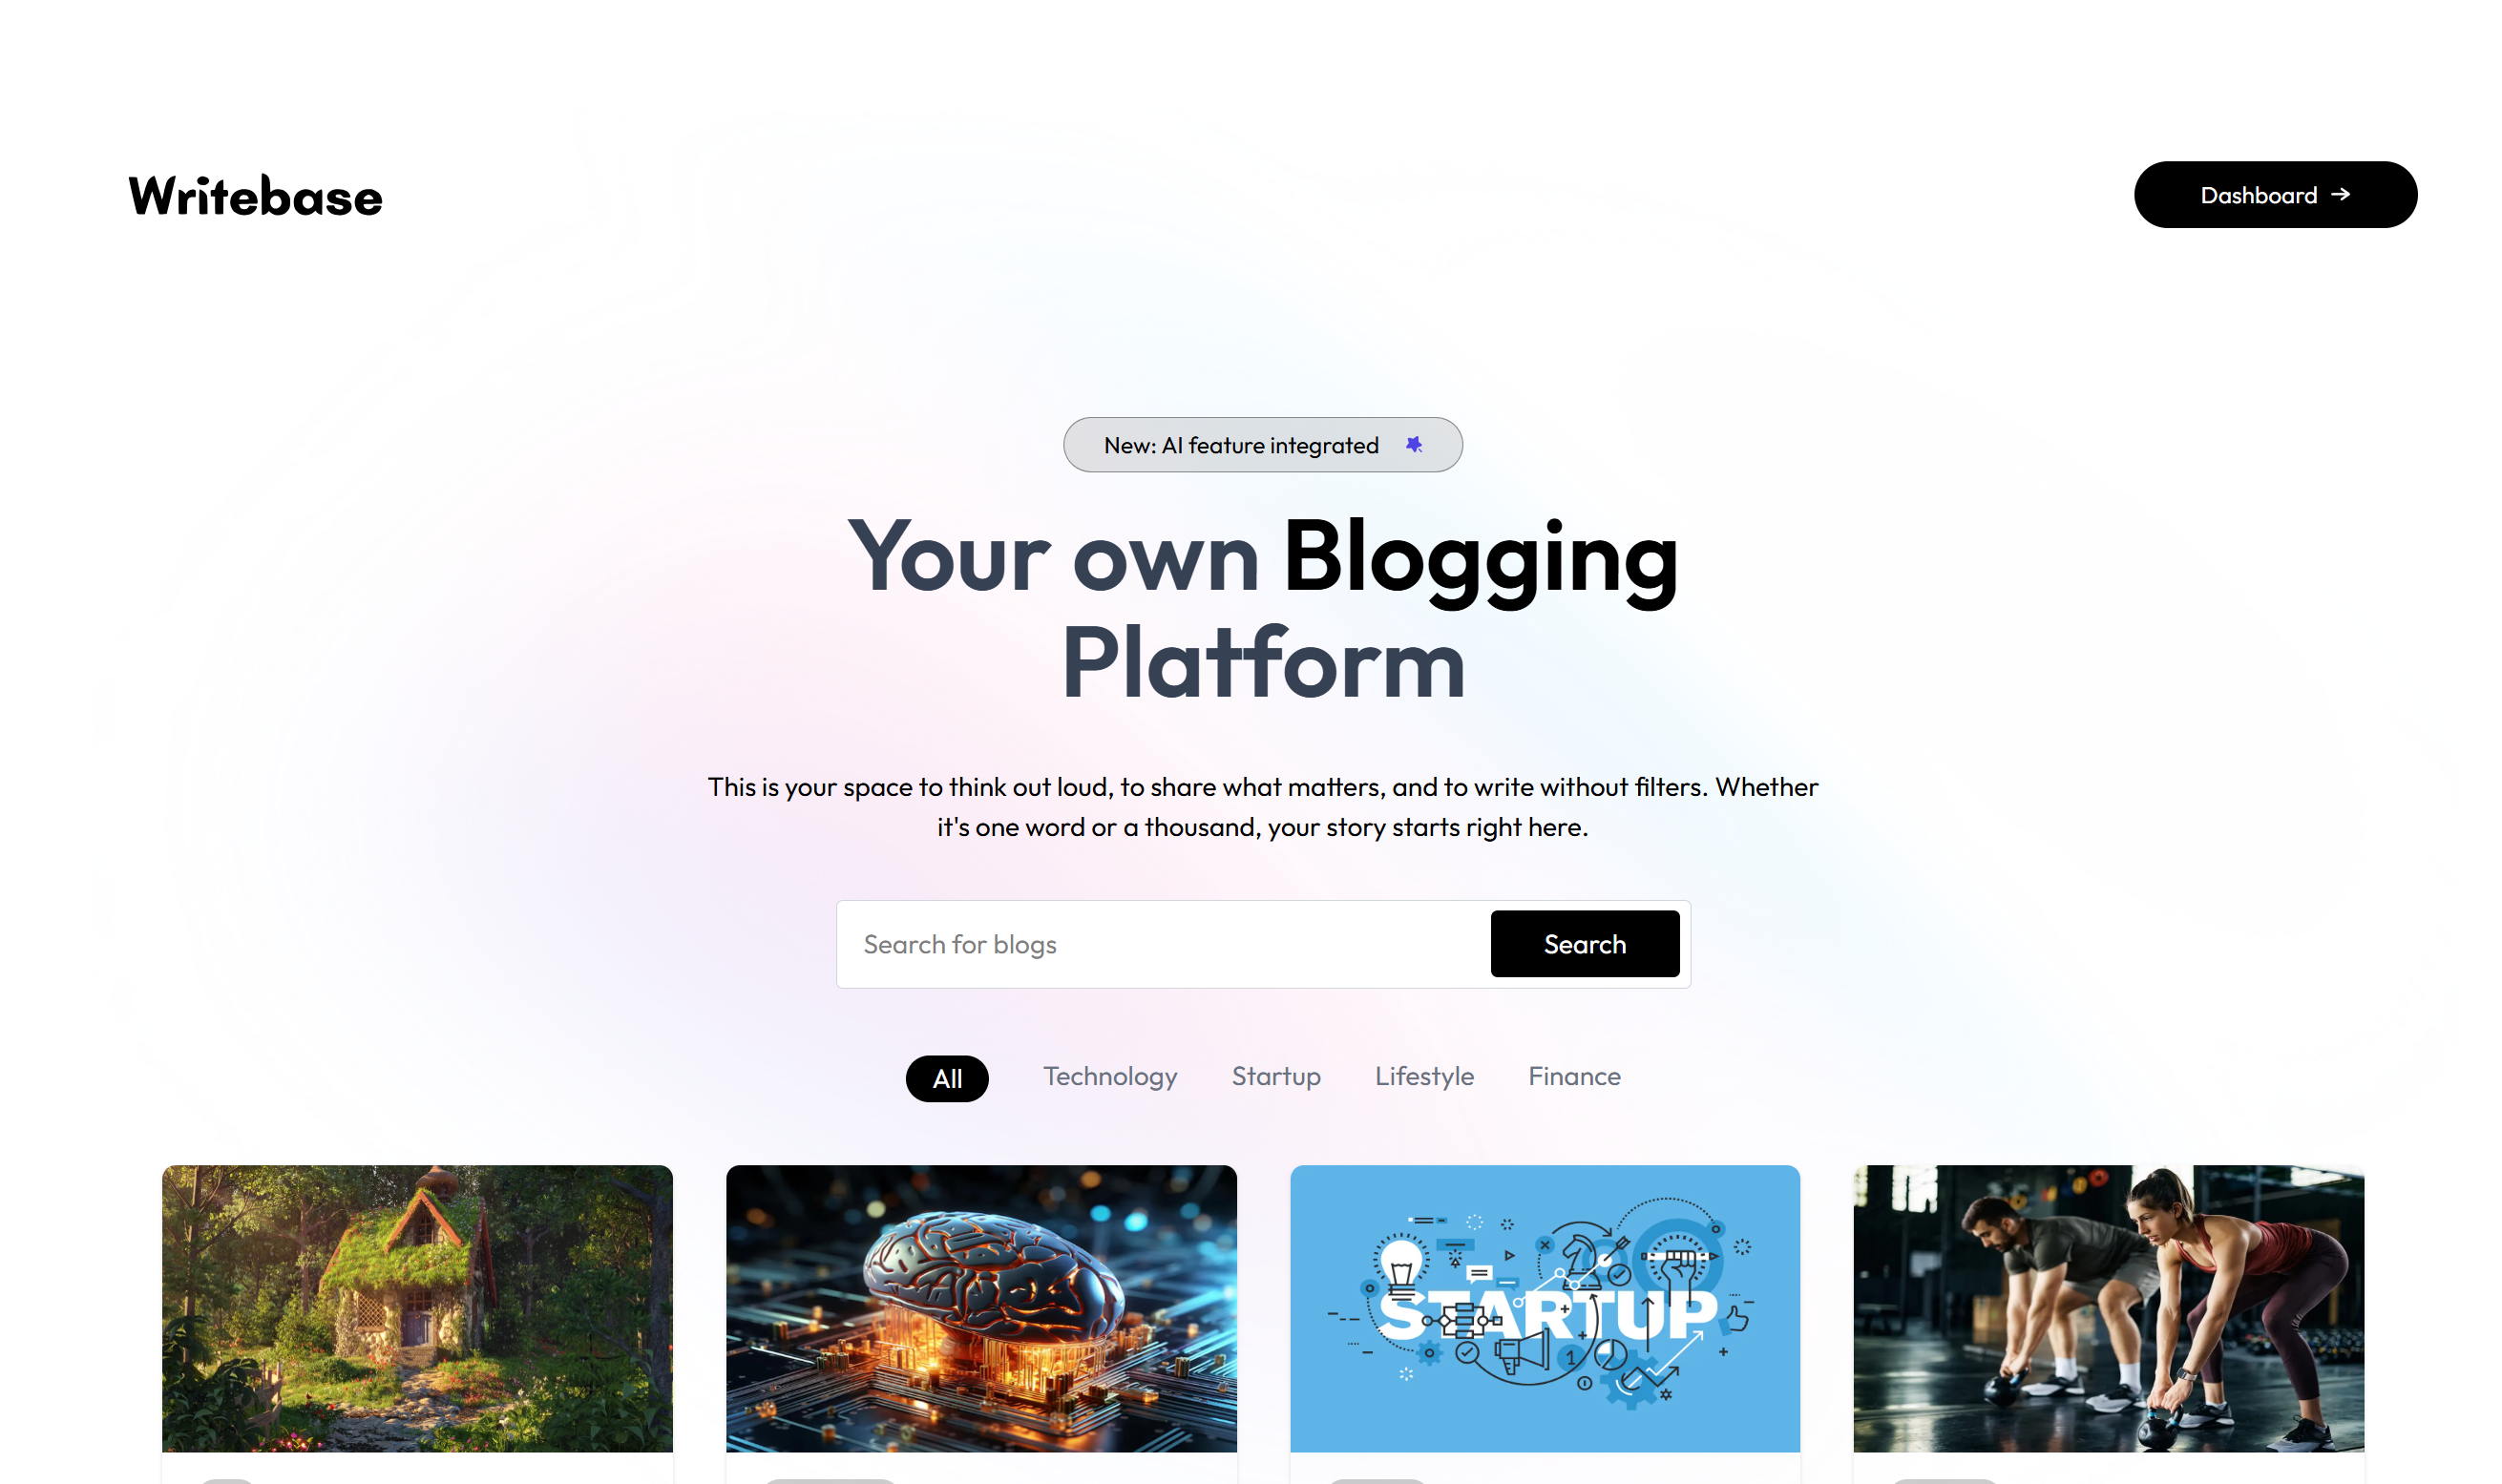 Writebase
Dashboard →
New: AI feature integrated
Your own Blogging
Platform
This is your space to think out loud, to share what matters, and to write without filters. Whether
it's one word or a thousand, your story starts right here.
Search for blogs
Search
All
Technology
Startup
Lifestyle
Finance
STARTUP
1